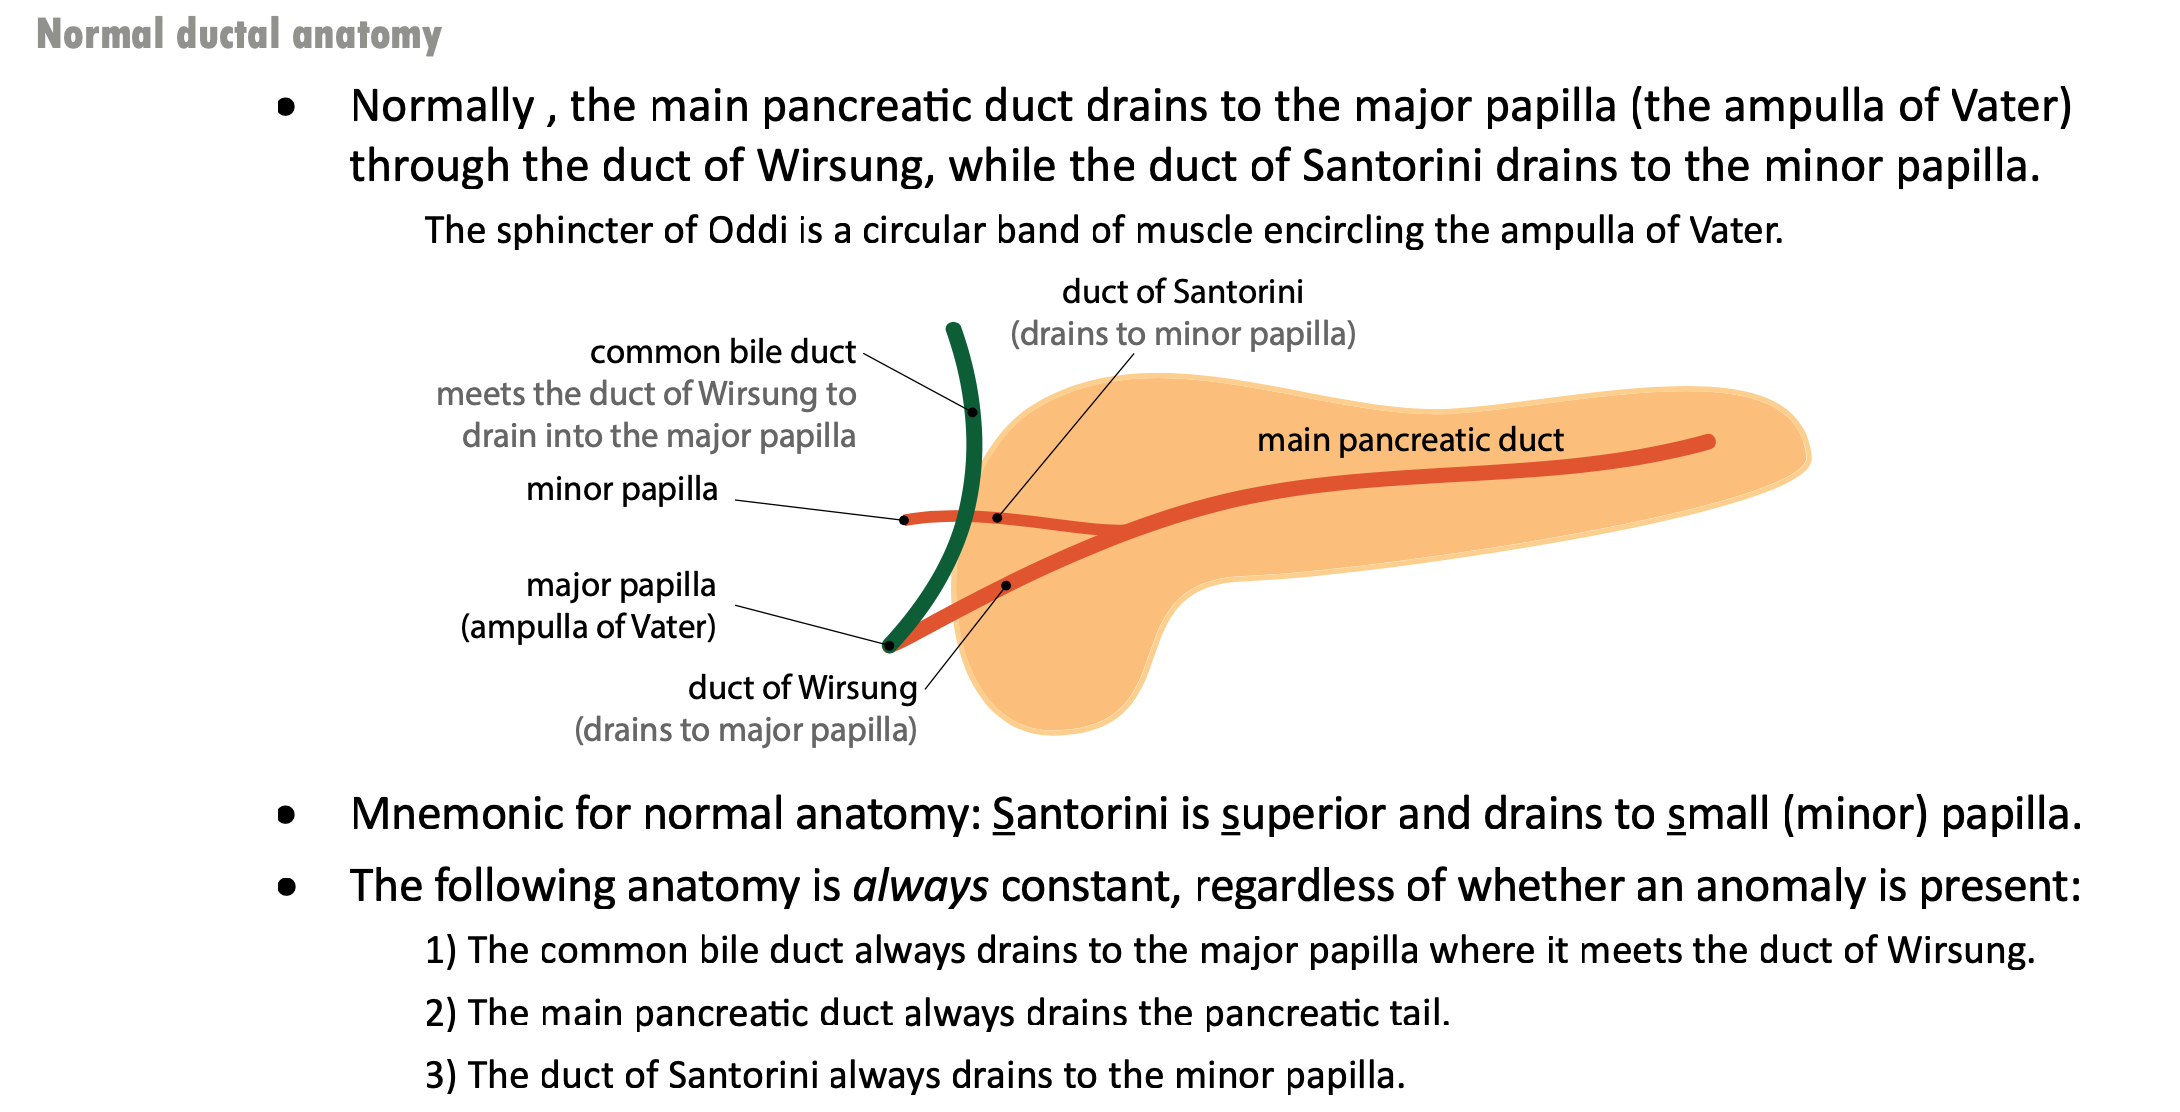 Normal ductal anatomy
• Normally , the main pancreatic duct drains to the major papilla (the ampulla of Vater)
through the duct of Wirsung, while the duct of Santorini drains to the minor papilla.
The sphincter of Oddi is a circular band of muscle encircling the ampulla of Vater.
duct of Santorini
(drains to minor papilla)
common bile duct
meets the duct of Wirsung to
drain into the major papilla
main pancreatic duct
minor papilla
major papilla
(ampulla of Vater)
duct of Wirsung
(drains to major papilla)
• Mnemonic for normal anatomy: Santorini is superior and drains to small (minor) papilla.
• The following anatomy is always constant, regardless of whether an anomaly is present:
1) The common bile duct always drains to the major papilla where it meets the duct of Wirsung.
2) The main pancreatic duct always drains the pancreatic tail.
3) The duct of Santorini always drains to the minor papilla.